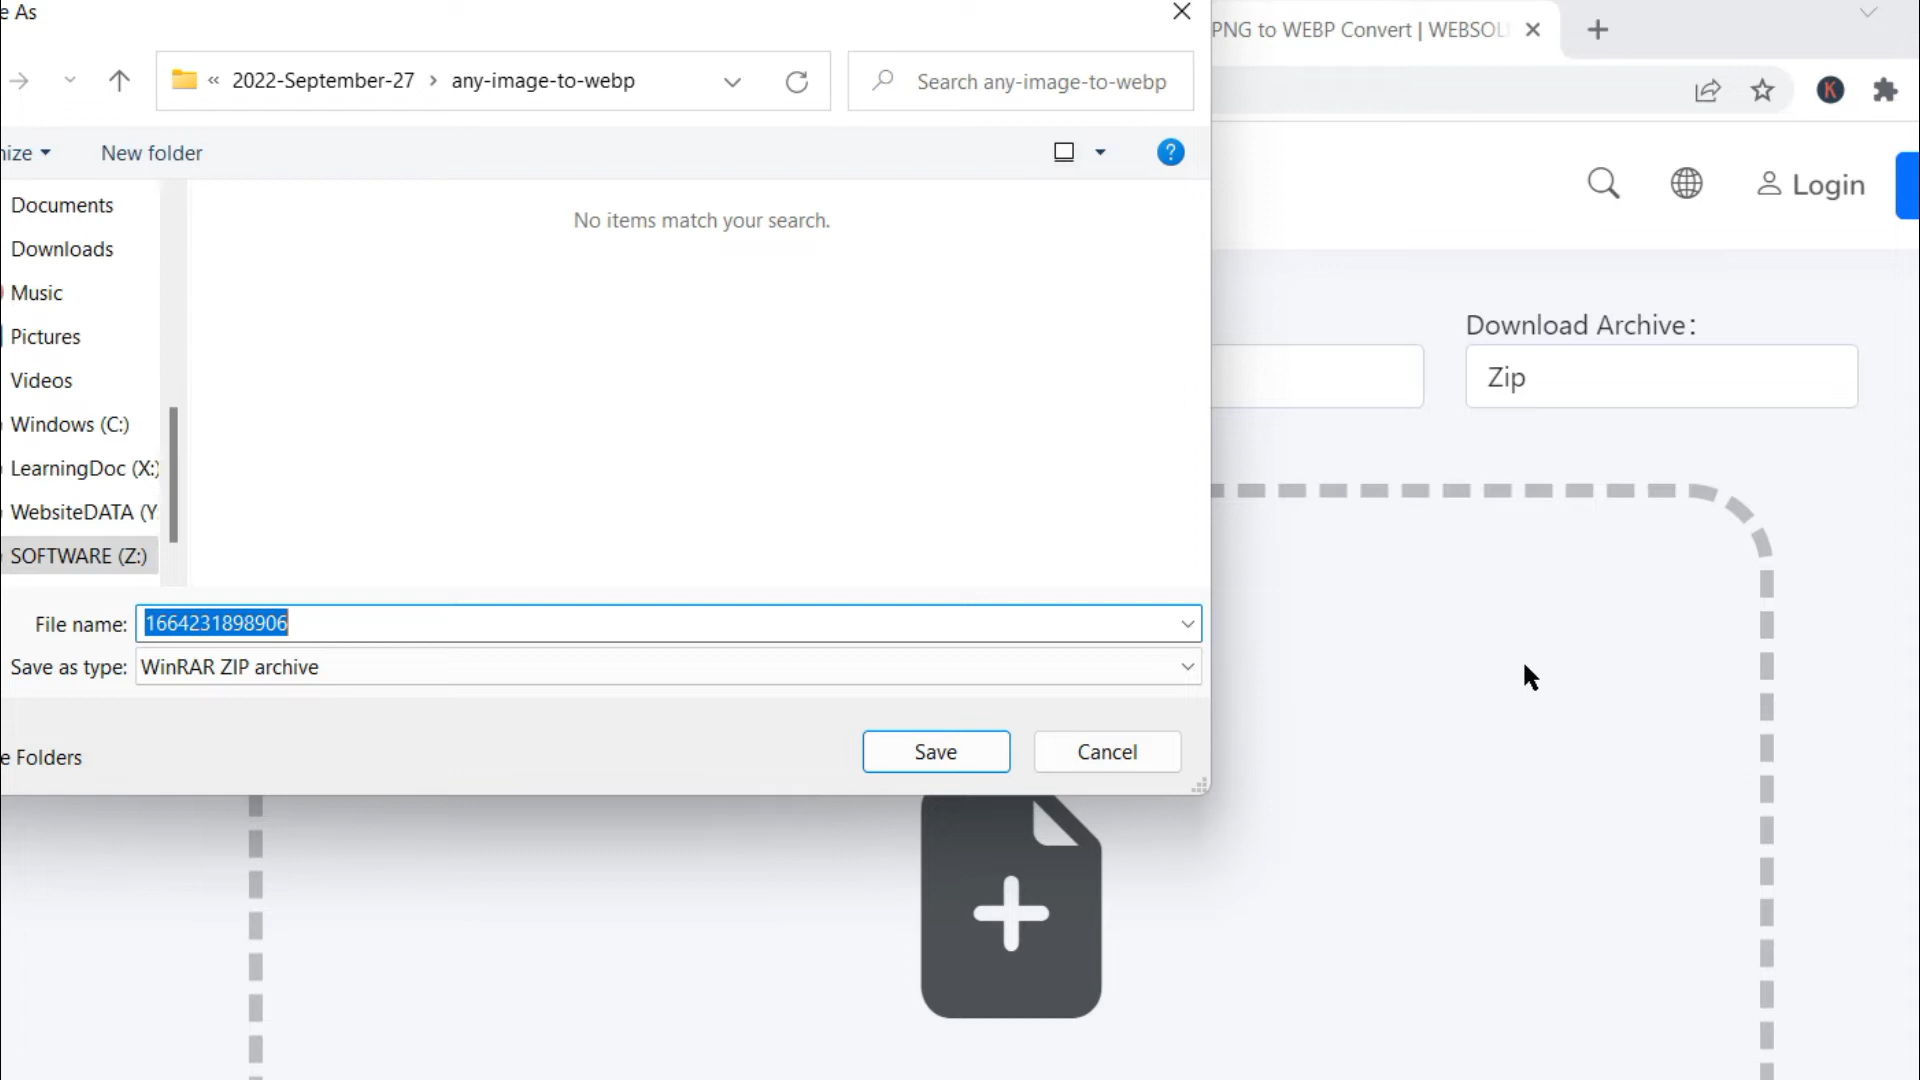 e As
PNG to WEBP Convert | WEBSOL
« 2022-September-27 > any-image-to-webp
Search any-image-to-webp
K
nize
New folder
?
Login
Documents
Downloads
Music
Pictures
Videos
Windows (C:)
LearningDoc (X:)
WebsiteDATA (Y
SOFTWARE (Z:)
No items match your search.
Download Archive:
Zip
File name: 1664231898906
Save as type: WinRAR ZIP archive
e Folders
Save
Cancel